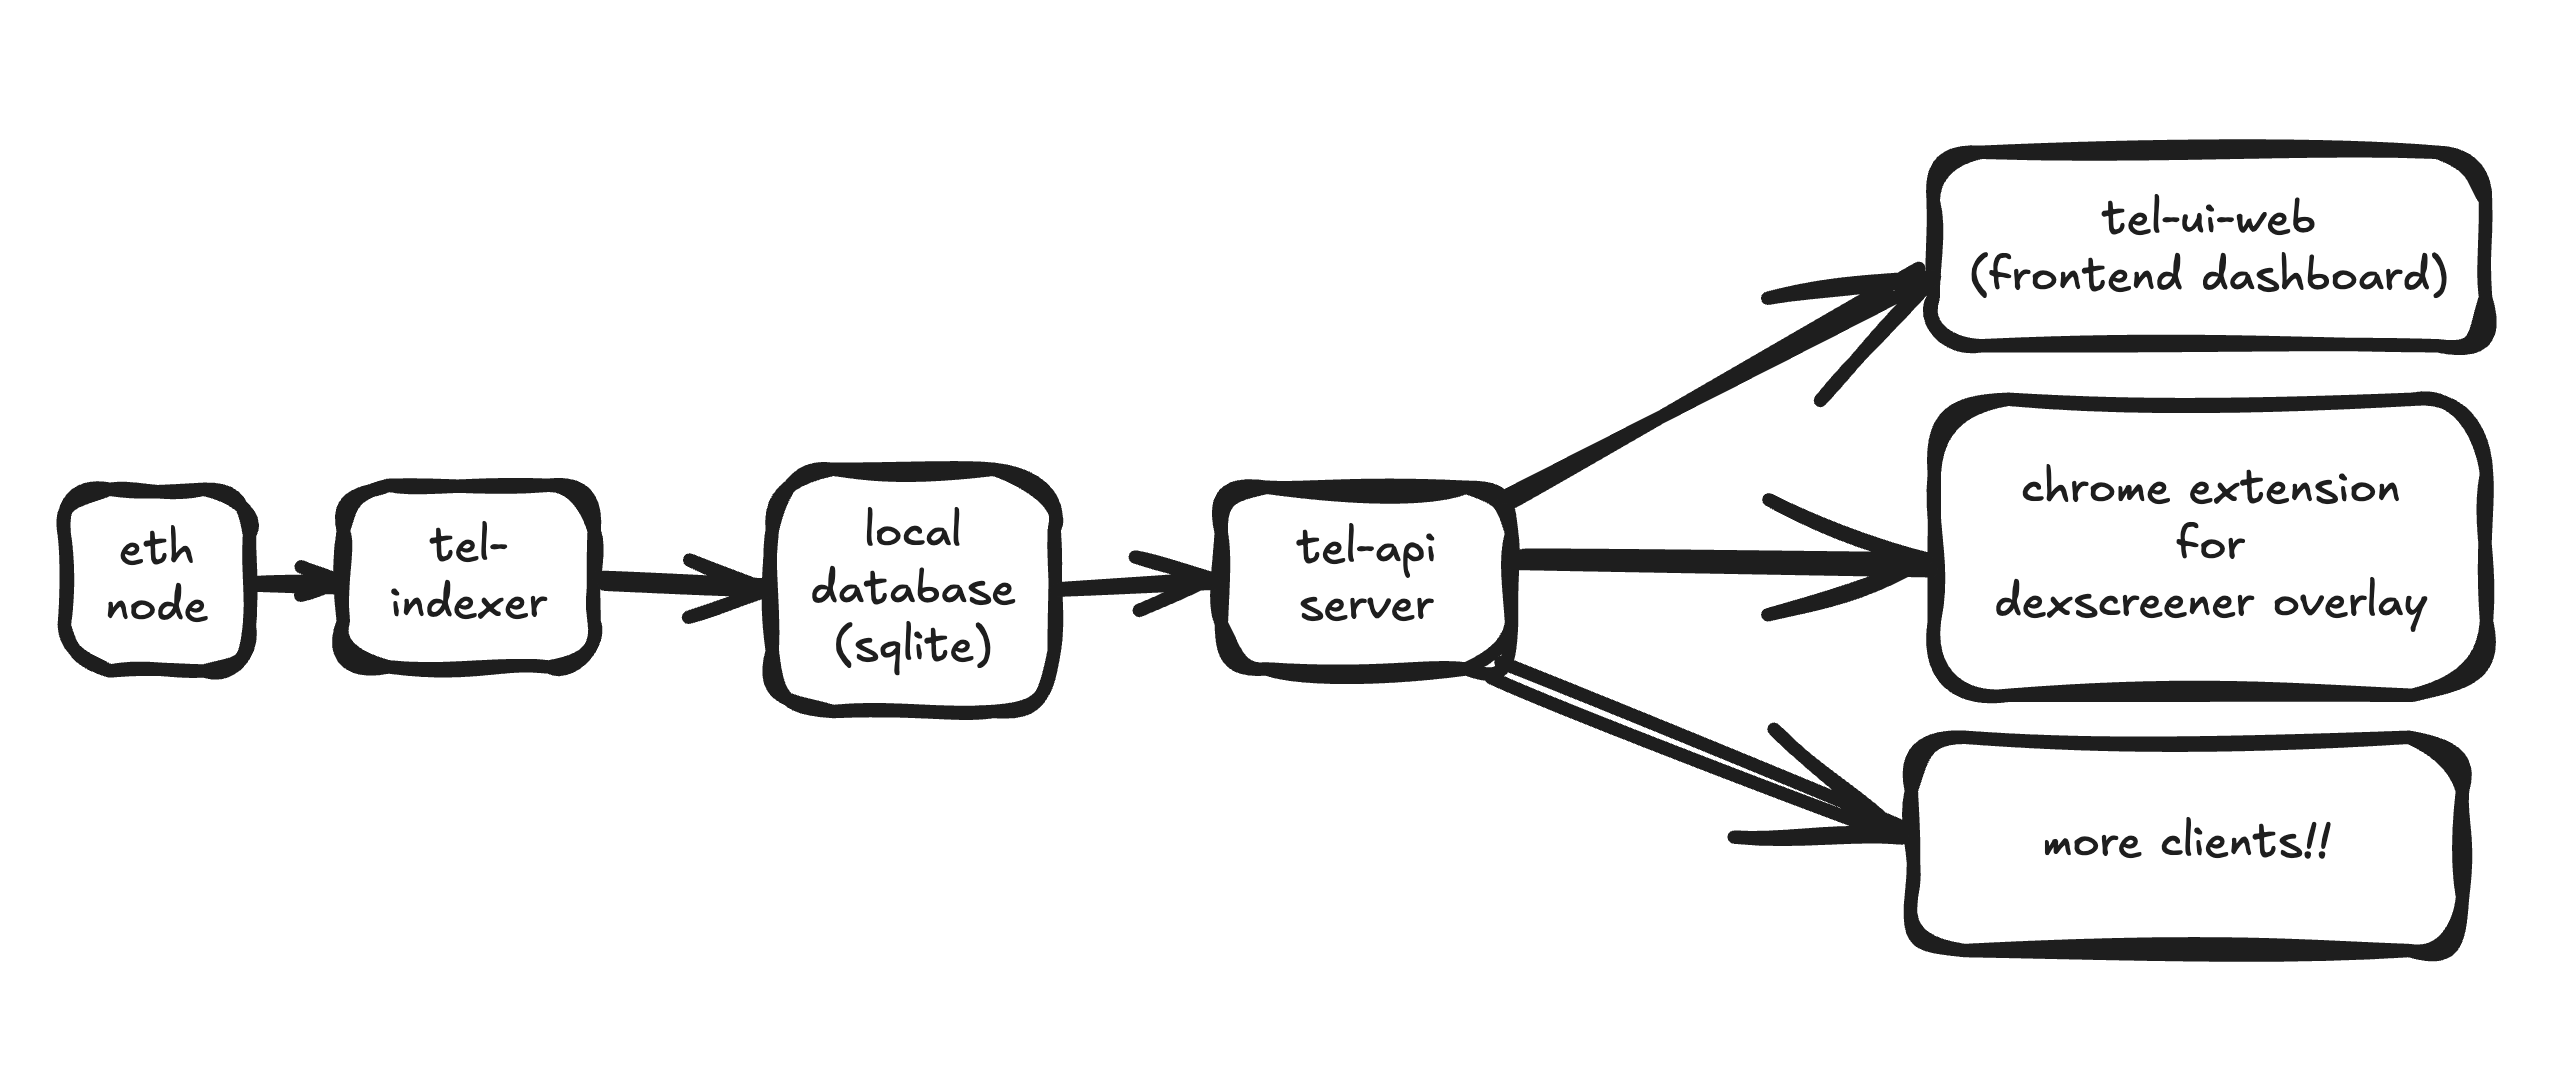 eth
node
tel-
indexer
local
database
(sqlite)
tel-api
server
tel-ui-web
(frontend dashboard)
chrome extension
for
dexscreener overlay
more clients!!